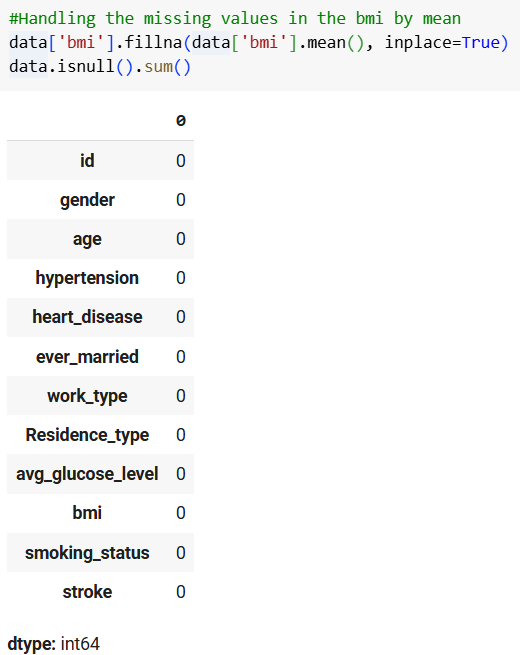 #Handling the missing values in the bmi by mean
data['bmi'].fillna(data['bmi'].mean(), inplace=True)
data.isnull().sum()
0
id 0
gender 0
age 0
hypertension 0
heart_disease 0
ever_married 0
work_type 0
Residence_type 0
avg_glucose_level 0
bmi 0
smoking_status 0
stroke 0
dtype: int64